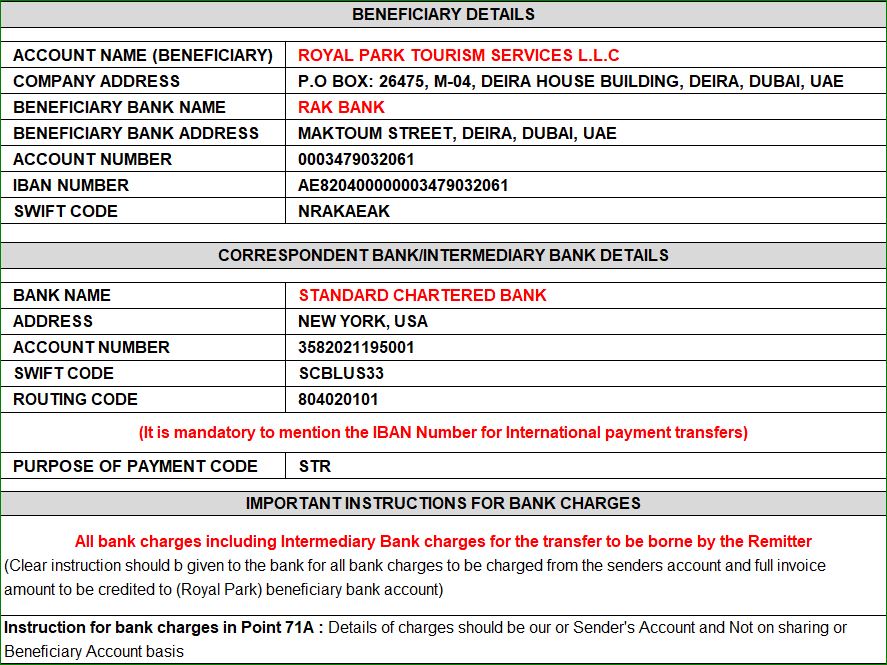 BENEFICIARY DETAILS
ACCOUNT NAME (BENEFICIARY) ROYAL PARK TOURISM SERVICES L.L.C
COMPANY ADDRESS P.O BOX: 26475, M-04, DEIRA HOUSE BUILDING, DEIRA, DUBAI, UAE
BENEFICIARY BANK NAME RAK BANK
BENEFICIARY BANK ADDRESS MAKTOUM STREET, DEIRA, DUBAI, UAE
ACCOUNT NUMBER 0003479032061
IBAN NUMBER AE820400000003479032061
SWIFT CODE NRAKAEAK
CORRESPONDENT BANK/INTERMEDIARY BANK DETAILS
BANK NAME STANDARD CHARTERED BANK
ADDRESS NEW YORK, USA
ACCOUNT NUMBER 3582021195001
SWIFT CODE SCBLUS33
ROUTING CODE 804020101
(It is mandatory to mention the IBAN Number for International payment transfers)
PURPOSE OF PAYMENT CODE STR
IMPORTANT INSTRUCTIONS FOR BANK CHARGES
All bank charges including Intermediary Bank charges for the transfer to be borne by the Remitter
(Clear instruction should b given to the bank for all bank charges to be charged from the senders account and full invoice
amount to be credited to (Royal Park) beneficiary bank account)
Instruction for bank charges in Point 71A : Details of charges should be our or Sender's Account and Not on sharing or
Beneficiary Account basis